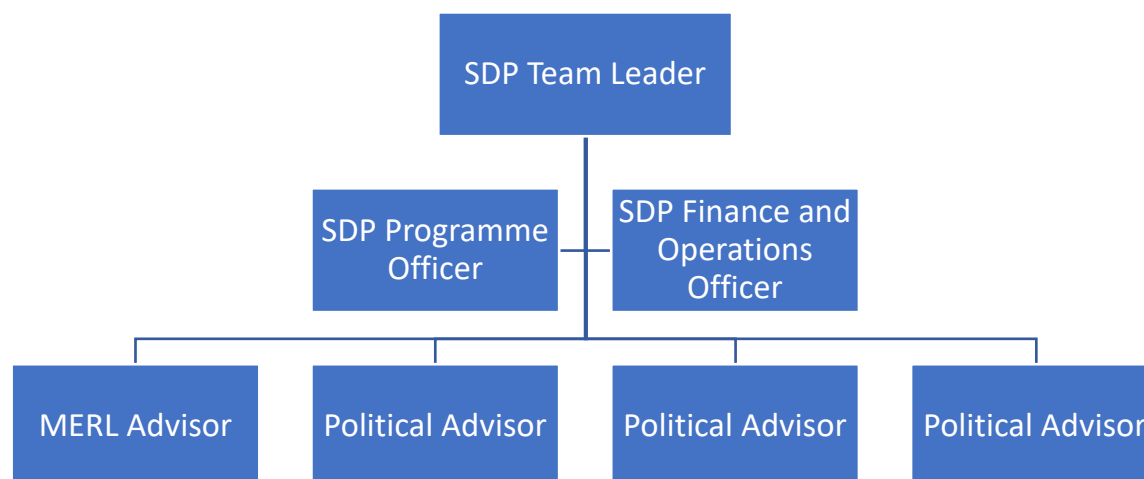 SDP Team Leader
SDP Programme
Officer
SDP Finance and
Operations
Officer
MERL Advisor
Political Advisor
Political Advisor
Political Advisor